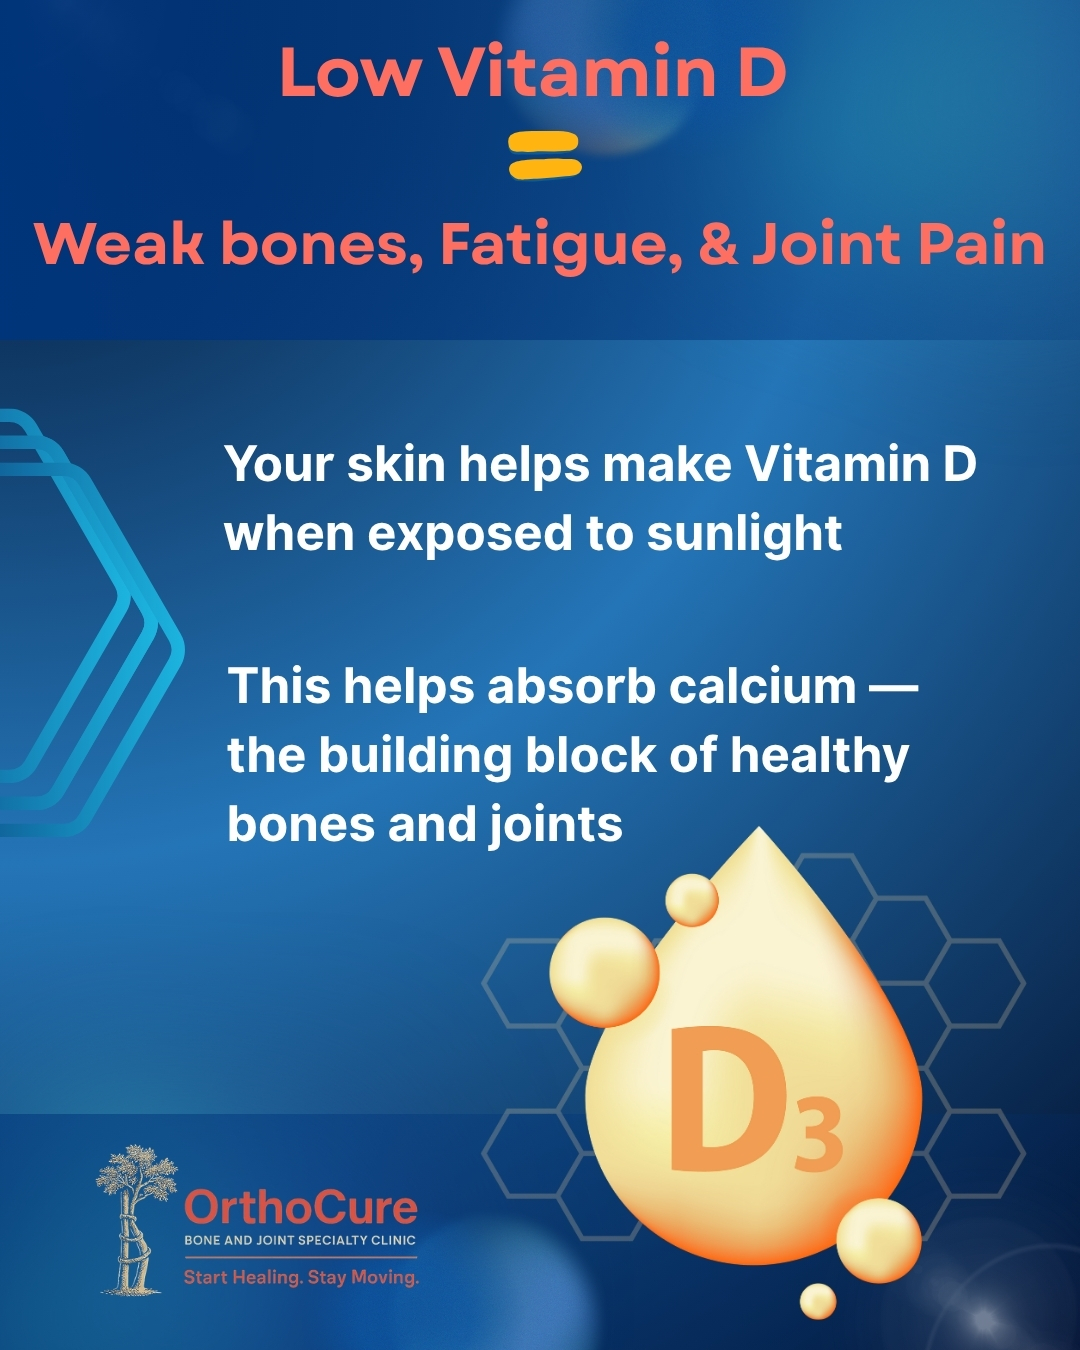 Low Vitamin D
=
Weak bones, Fatigue, & Joint Pain
Your skin helps make Vitamin D
when exposed to sunlight
This helps absorb calcium —
the building block of healthy
bones and joints
D3
OrthoCure
BONE AND JOINT SPECIALTY CLINIC
Start Healing. Stay Moving.